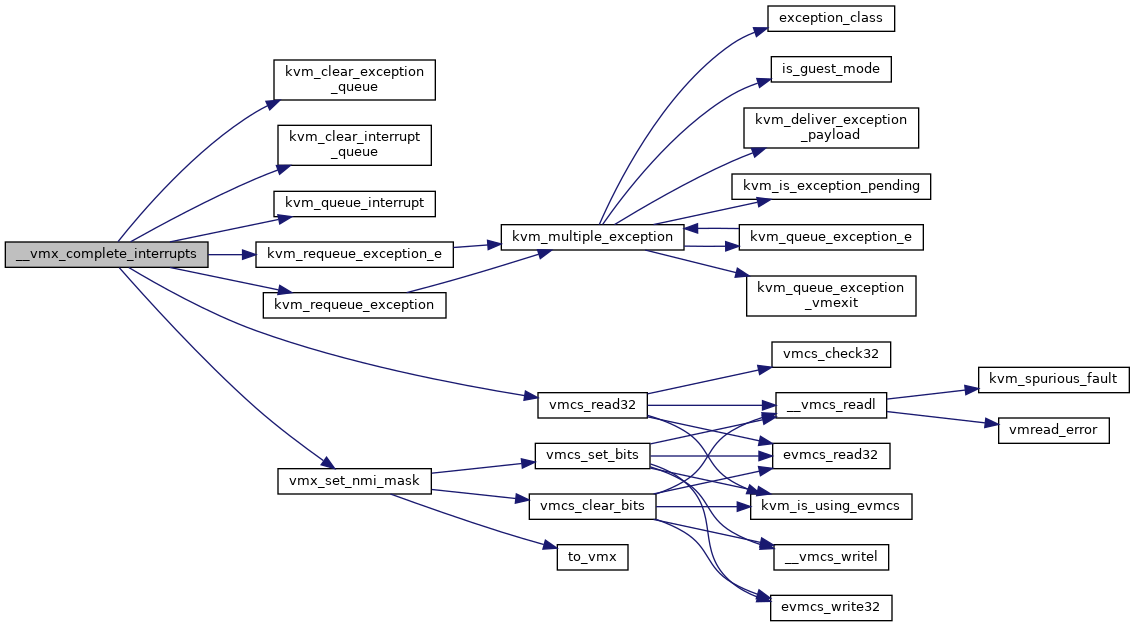 exception_class
is_guest_mode
kvm_clear_exception
_queue
kvm_deliver_exception
_payload
kvm_clear_interrupt
_queue
kvm_is_exception_pending
kvm_queue_interrupt
kvm_multiple_exception
kvm_queue_exception_e
__vmx_complete_interrupts
kvm_requeue_exception_e
kvm_queue_exception
_vmexit
kvm_requeue_exception
vmcs_check32
kvm_spurious_fault
vmcs_read32
__vmcs_readl
vmread_error
vmcs_set_bits
evmcs_read32
vmx_set_nmi_mask
vmcs_clear_bits
kvm_is_using_evmcs
to_vmx
__vmcs_writel
evmcs_write32